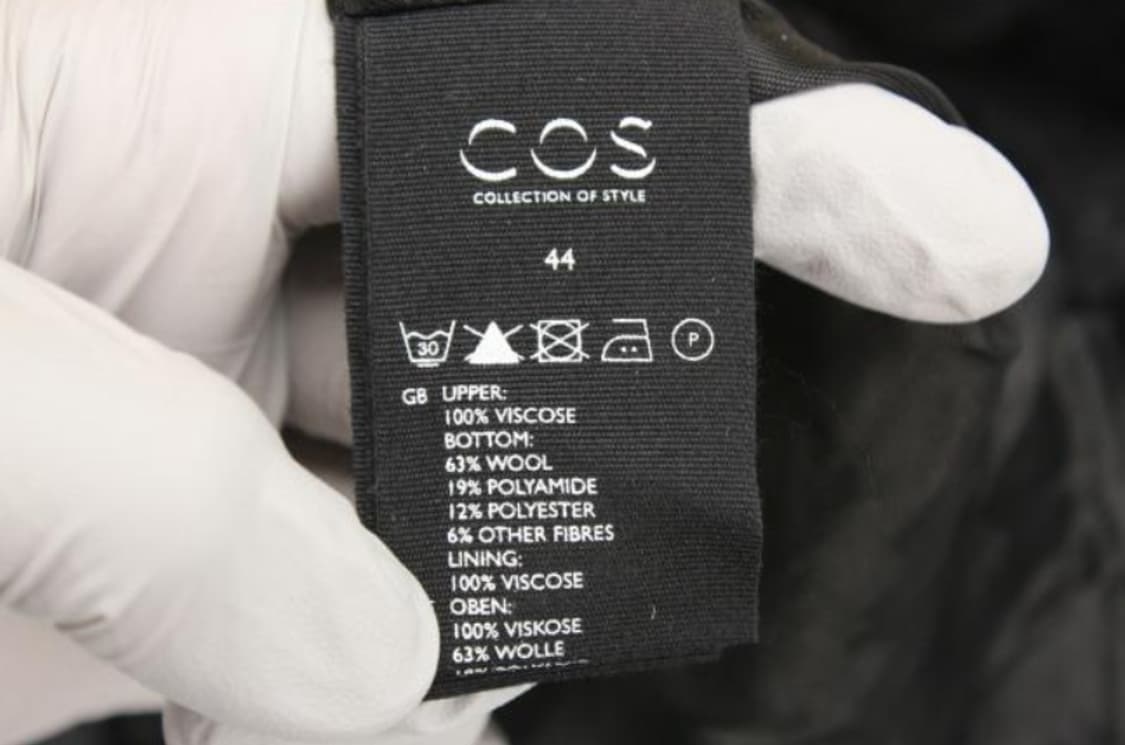 COS
COLLECTION OF STYLE
44
30 P
GB UPPER:
100% VISCOSE
BOTTOM:
63% WOOL
19% POLYAMIDE
12% POLYESTER
6% OTHER FIBRES
LINING:
100% VISCOSE
OBEN:
100% VISKOSE
63% WOLLE